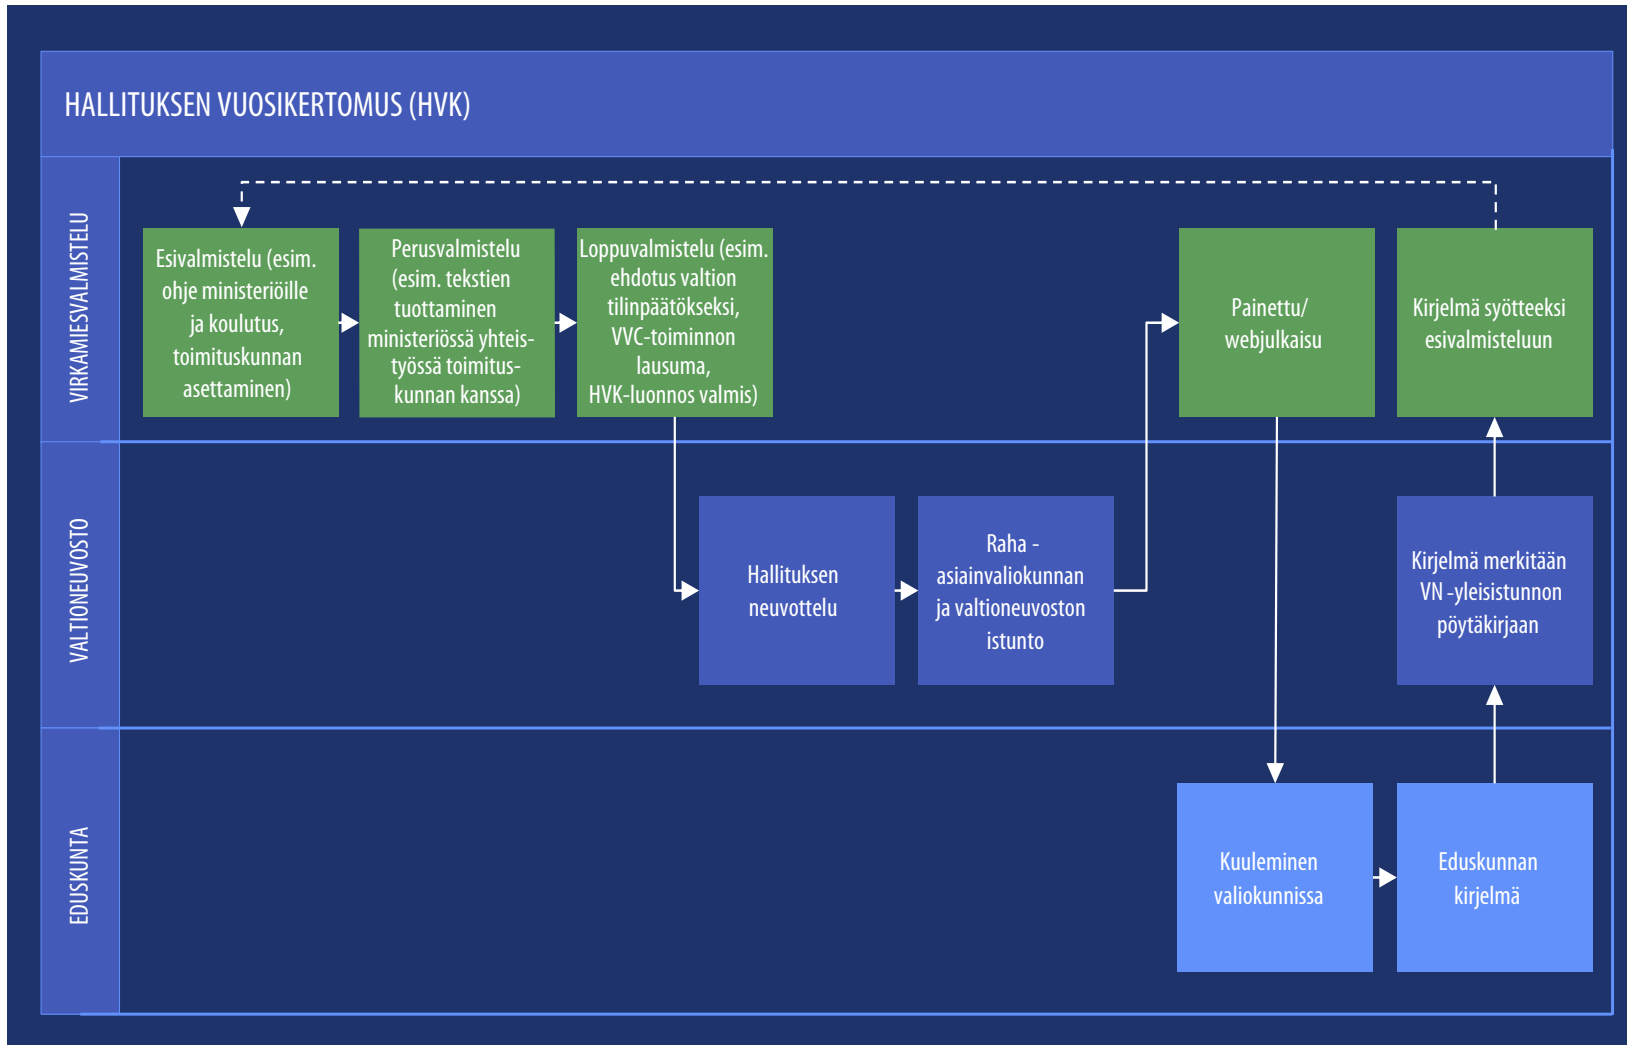 HALLITUKSEN VUOSIKERTOMUS (HVK)
VIRKAMIESVALMISTELU
Esivalmistelu (esim.
ohje ministeriöille
ja koulutus,
toimituskunnan
asettaminen)
Perusvalmistelu
(esim. tekstien
tuottaminen
ministeriössä yhteis-
työssä toimitus-
kunnan kanssa)
Loppuvalmistelu (esim.
ehdotus valtion
tilinpäätökseksi,
VVC-toiminnon
lausuma,
HVK-luonnos valmis)
Painettu/
webjulkaisu
Kirjelmä syötteeksi
esivalmisteluun
VALTIONEUVOSTO
Hallituksen
neuvottelu
Raha -
asiainvaliokunnan
ja valtioneuvoston
istunto
Kirjelmä merkitään
VN -yleisistunnon
pöytäkirjaan
EDUSKUNTA
Kuuleminen
valiokunnissa
Eduskunnan
kirjelmä